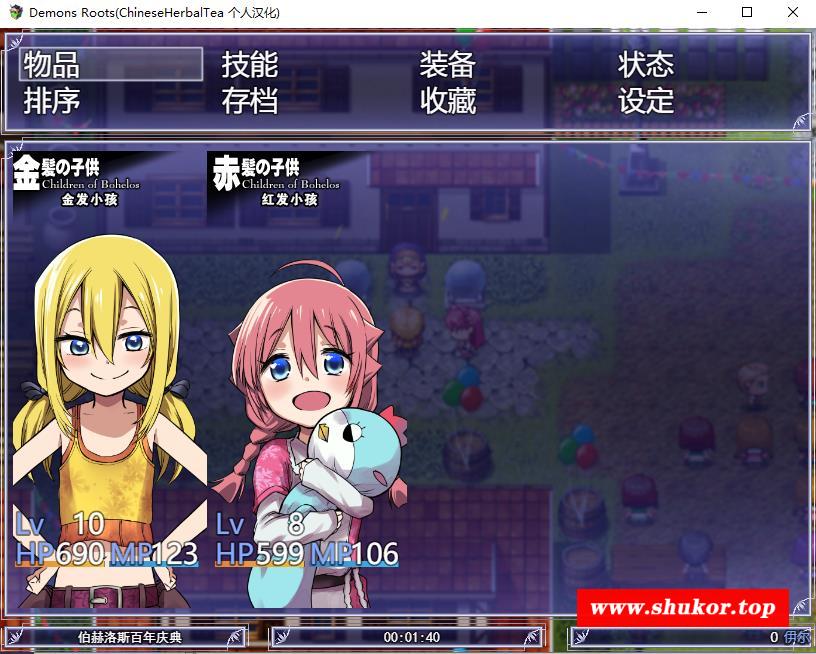 Demons Roots(ChineseHerbalTea 个人汉化)
物品 技能 装备 状态
排序 存档 收藏 设定
金髪の子供
Children of Bohelos
金发小孩
赤髪の子供
Children of Bohelos
红发小孩
Lv 10
HP690 MP123
Lv 8
HP599 MP106
www.shukor.top
伯赫洛斯百年庆典
00:01:40
0 伊尔